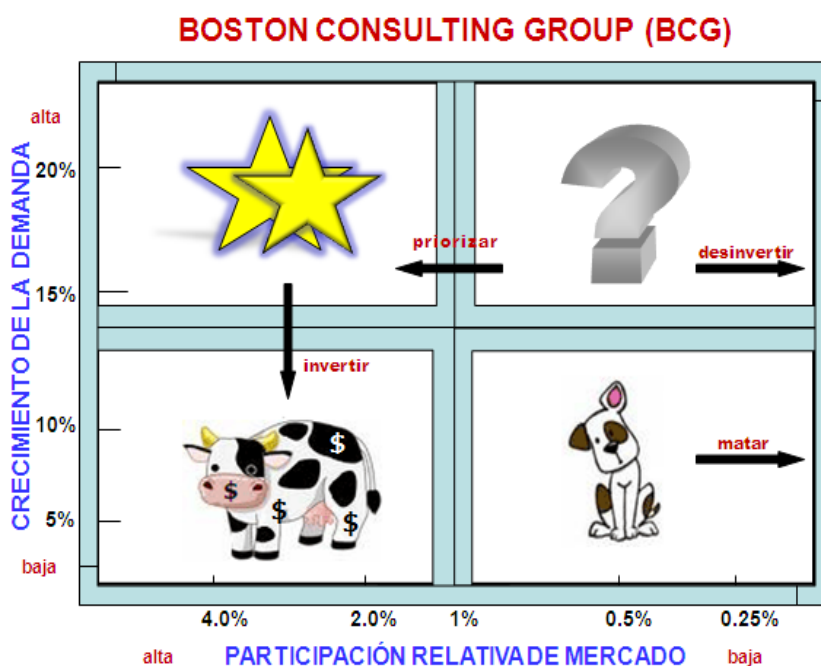 BOSTON CONSULTING GROUP (BCG)
CRECIMIENTO DE LA DEMANDA
alta
20%
15%
10%
5%
baja
priorizar
desinvertir
invertir
matar
$
$
$
$
4.0%
2.0%
1%
0.5%
0.25%
alta
PARTICIPACIÓN RELATIVA DE MERCADO
baja